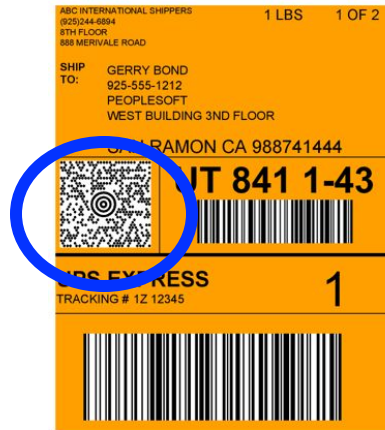 ABC INTERNATIONAL SHIPPERS 1 LBS 1 OF 2
(925)244-6894
8TH FLOOR
888 MERIVALE ROAD
SHIP TO: GERRY BOND
925-555-1212
PEOPLESOFT
WEST BUILDING 3ND FLOOR
SAN RAMON CA 988741444
UT 841 1-43
UPS EXPRESS 1
TRACKING # 1Z 12345